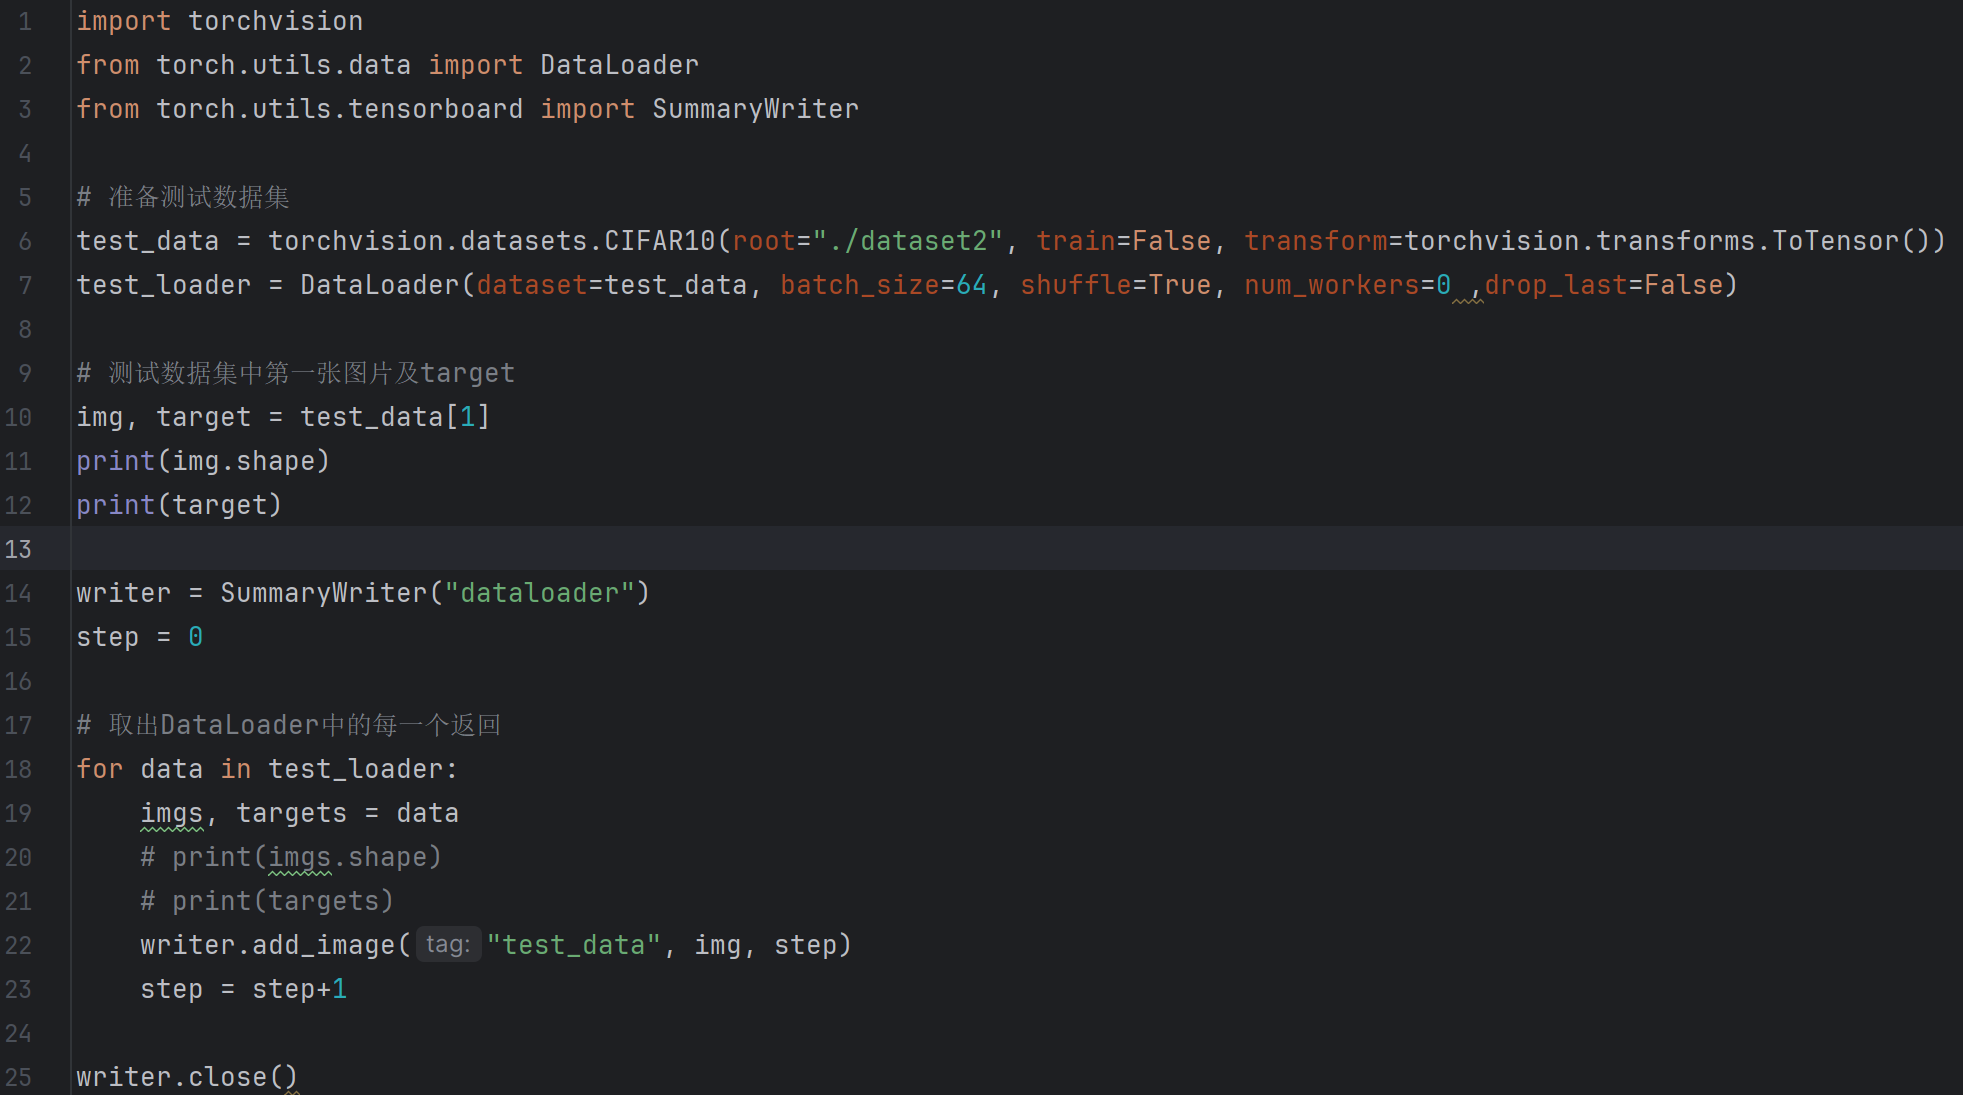 1 import torchvision
2 from torch.utils.data import DataLoader
3 from torch.utils.tensorboard import SummaryWriter
4
5 # 准备测试数据集
6 test_data = torchvision.datasets.CIFAR10(root="./dataset2", train=False, transform=torchvision.transforms.ToTensor())
7 test_loader = DataLoader(dataset=test_data, batch_size=64, shuffle=True, num_workers=0 ,drop_last=False)
8
9 # 测试数据集中第一张图片及target
10 img, target = test_data[1]
11 print(img.shape)
12 print(target)
13
14 writer = SummaryWriter("dataloader")
15 step = 0
16
17 # 取出DataLoader中的每一个返回
18 for data in test_loader:
19     imgs, targets = data
20     # print(imgs.shape)
21     # print(targets)
22     writer.add_image( tag: "test_data", img, step)
23     step = step+1
24
25 writer.close()